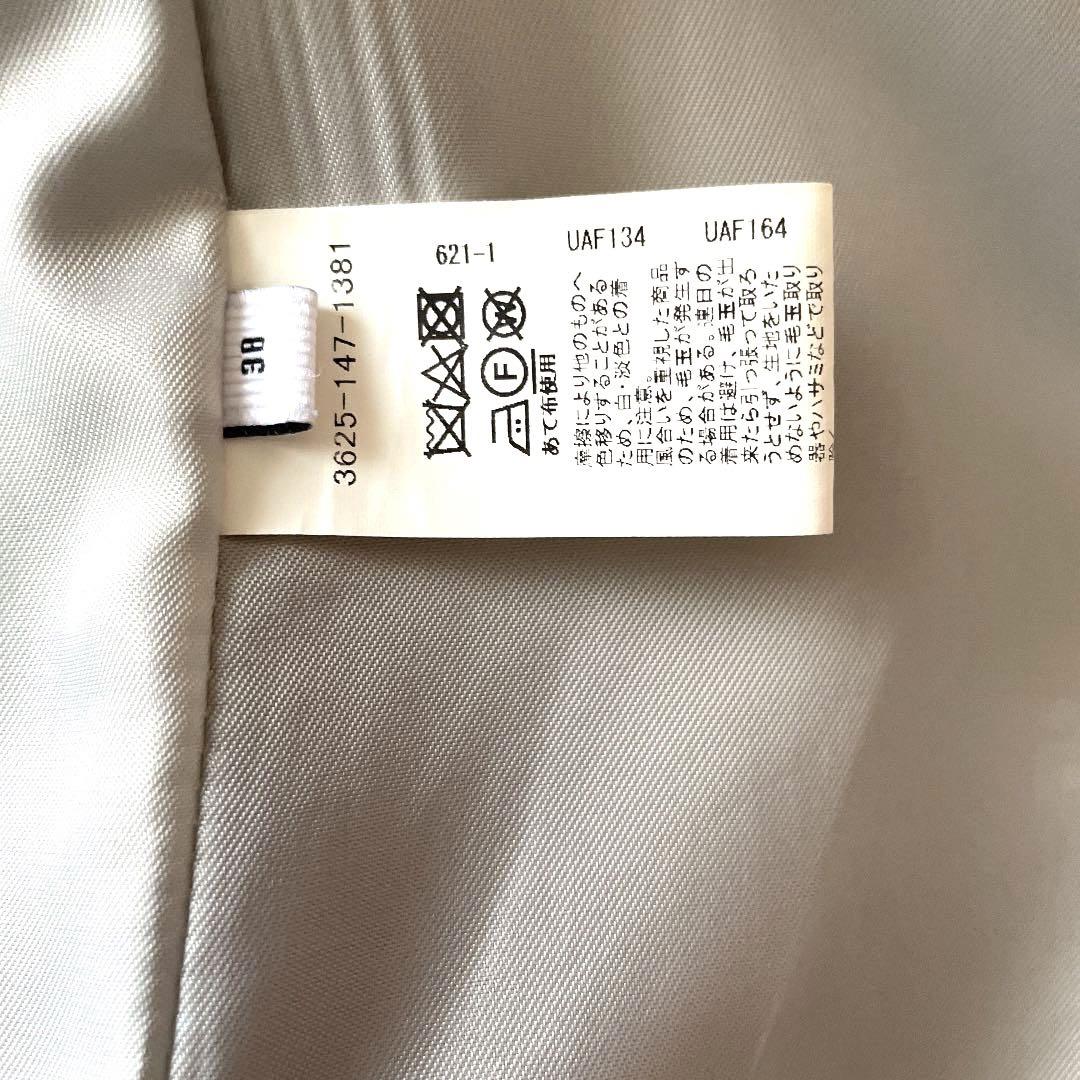 38
3625-147-1381
621-1
F
あて布使用
UAF134
摩擦により他のものへ
色移りすることがある
ため、白・淡色との着
用に注意。
UAF164
風合いを重視した商品
のため、毛玉が発生す
る場合がある。連日の
着用は避け、毛玉が出
来たら引っ張って取ろ
うとせず、生地をいた
めないように毛玉取り
器やハサミなどで取り